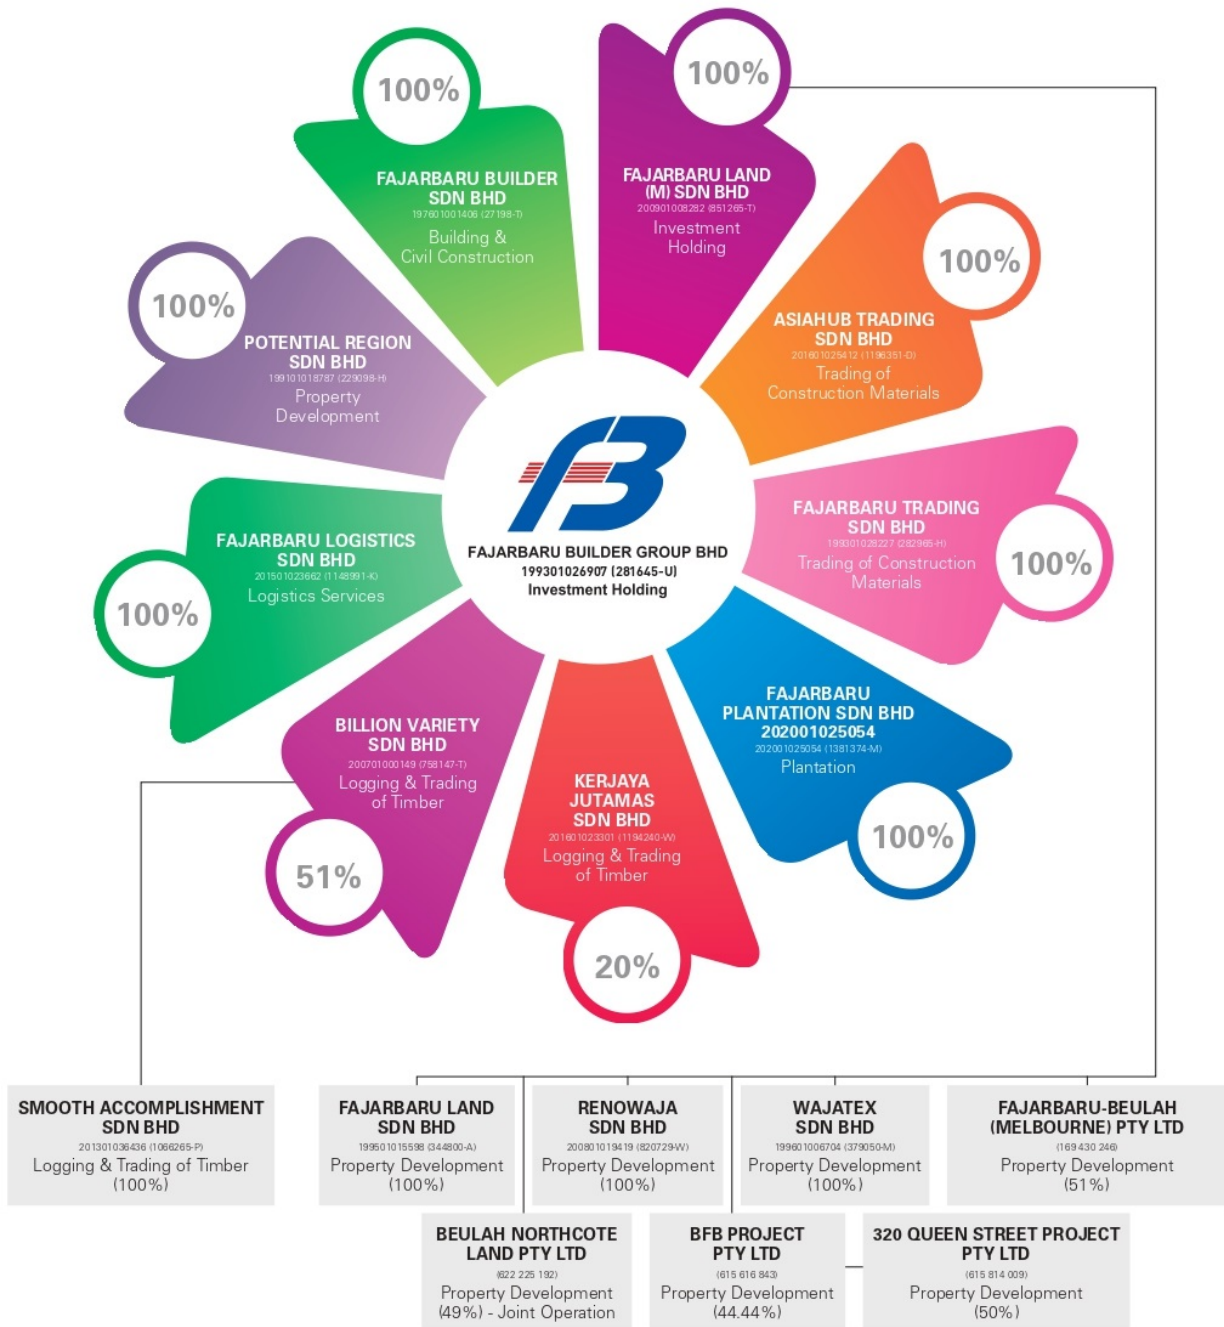 100%
FAJARBARU BUILDER
SDN BHD
197601001406 (27198-T)
Building &
Civil Construction
100%
FAJARBARU LAND
(M) SDN BHD
200901008282 (851265-T)
Investment
Holding
100%
ASIAHUB TRADING
SDN BHD
201601025412 (1196351-D)
Trading of
Construction Materials
100%
FAJARBARU TRADING
SDN BHD
199301028227 (282965-H)
Trading of Construction
Materials
100%
FAJARBARU
PLANTATION SDN BHD
202001025054
202001025054 (1381374-M)
Plantation
100%
KERJAYA
JUTAMAS
SDN BHD
201601023301 (1194240-W)
Logging & Trading
of Timber
20%
BILLION VARIETY
SDN BHD
200701000149 (758147-T)
Logging & Trading
of Timber
51%
FAJARBARU LOGISTICS
SDN BHD
201501023662 (1148991-K)
Logistics Services
100%
100%
POTENTIAL REGION
SDN BHD
199101018787 (229098-H)
Property
Development
fB
FAJARBARU BUILDER GROUP BHD
199301026907 (281645-U)
Investment Holding
SMOOTH ACCOMPLISHMENT
SDN BHD
201301036436 (1066265-P)
Logging & Trading of Timber
(100%)
FAJARBARU LAND
SDN BHD
199501015598 (344800-A)
Property Development
(100%)
RENOWAJA
SDN BHD
200801019419 (820729-W)
Property Development
(100%)
WAJATEX
SDN BHD
199601006704 (379050-M)
Property Development
(100%)
FAJARBARU-BEULAH
(MELBOURNE) PTY LTD
(169 430 246)
Property Development
(51%)
BEULAH NORTHCOTE
LAND PTY LTD
(622 225 192)
Property Development
(49%) - Joint Operation
BFB PROJECT
PTY LTD
(615 616 843)
Property Development
(44.44%)
320 QUEEN STREET PROJECT
PTY LTD
(615 814 009)
Property Development
(50%)